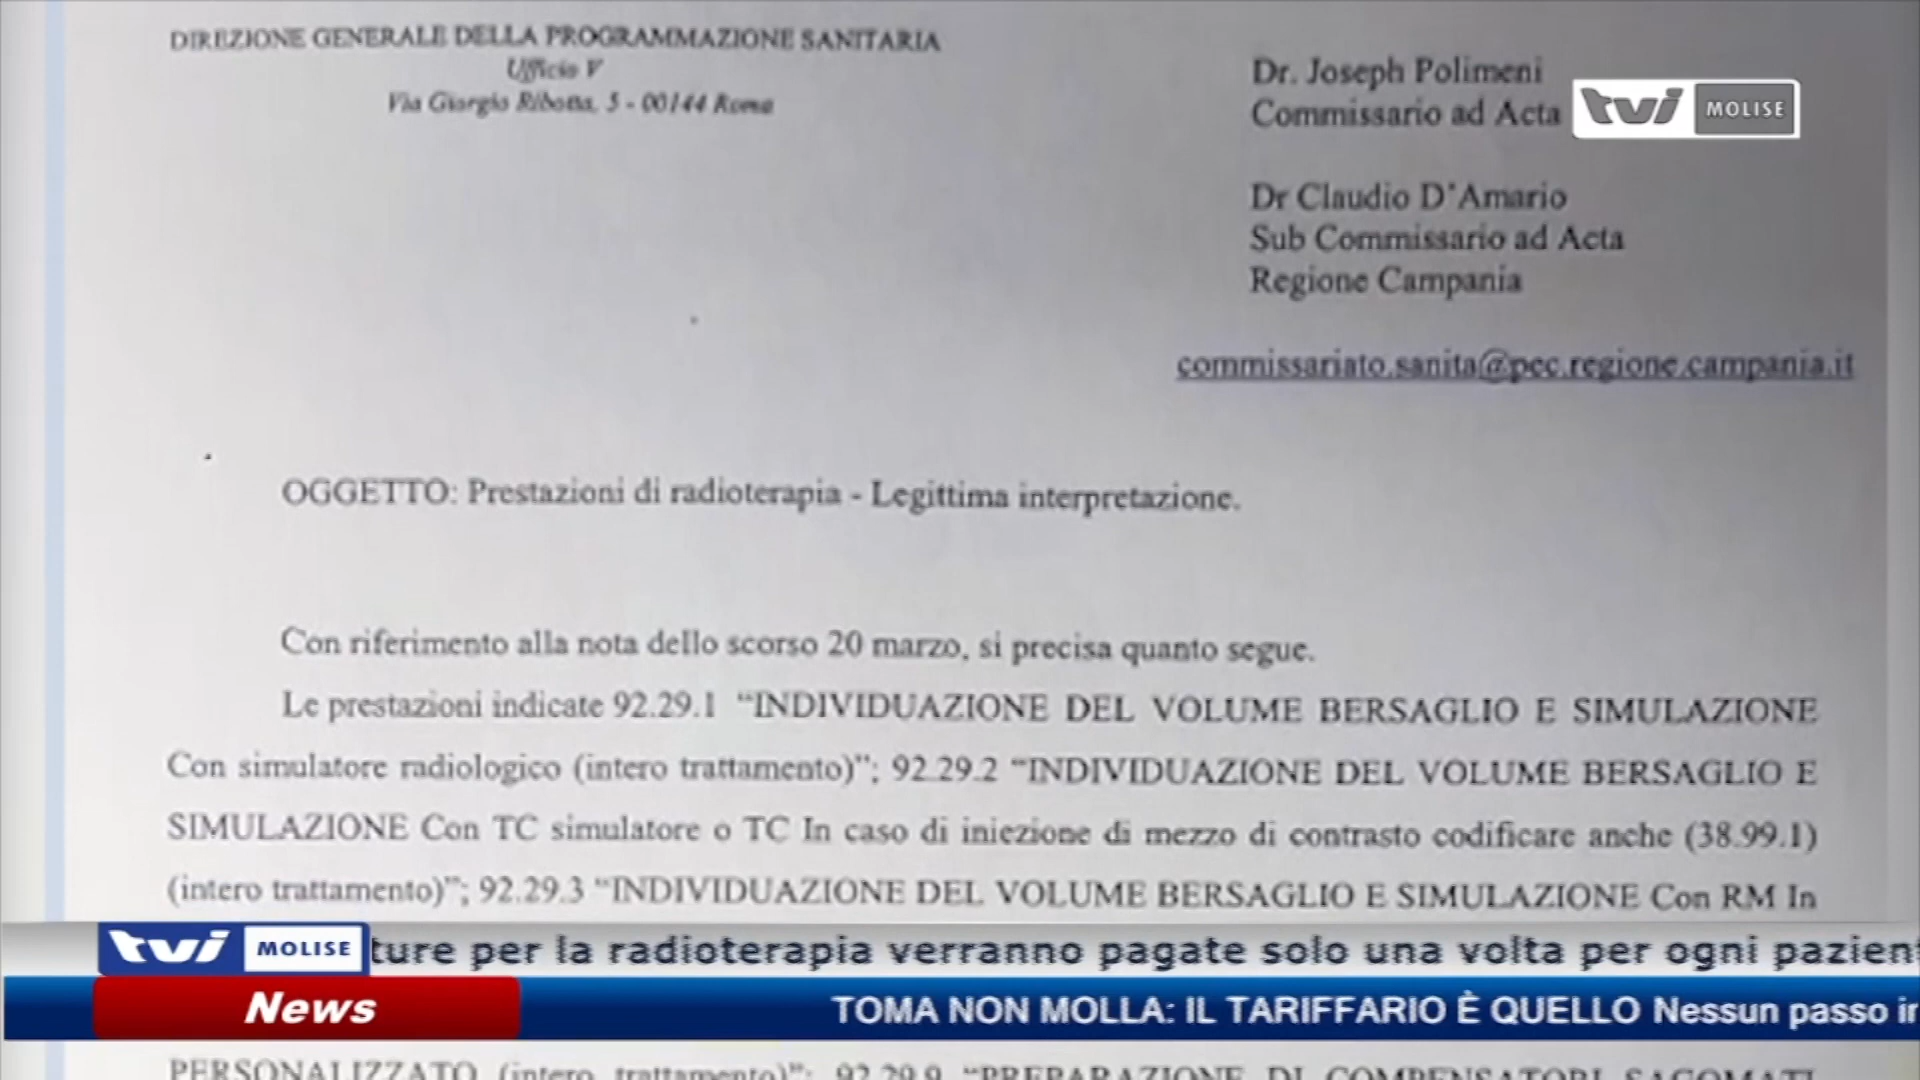 DIREZIONE GENERALE DELLA PROGRAMMAZIONE SANITARIA
Ufficio V
Via Giorgio Ribotta, 5 - 00144 Roma
Dr. Joseph Polimeni
Commissario ad Acta
tvi MOLISE
Dr Claudio D'Amario
Sub Commissario ad Acta
Regione Campania
commissariato.sanita@pec.regione.campania.it
OGGETTO: Prestazioni di radioterapia - Legittima interpretazione.
Con riferimento alla nota dello scorso 20 marzo, si precisa quanto segue.
Le prestazioni indicate 92.29.1 “INDIVIDUAZIONE DEL VOLUME BERSAGLIO E SIMULAZIONE
Con simulatore radiologico (intero trattamento)”; 92.29.2 “INDIVIDUAZIONE DEL VOLUME BERSAGLIO E
SIMULAZIONE Con TC simulatore o TC In caso di iniezione di mezzo di contrasto codificare anche (38.99.1)
(intero trattamento)”; 92.29.3 “INDIVIDUAZIONE DEL VOLUME BERSAGLIO E SIMULAZIONE Con RM In
tvi MOLISE ture per la radioterapia verranno pagate solo una volta per ogni pazient
News TOMA NON MOLLA: IL TARIFFARIO È QUELLO Nessun passo in
PERSONALIZZATO (intero trattamento)”; 92.29.9 “PREPARAZIONE DI COMPENSATORI SAGOMATI